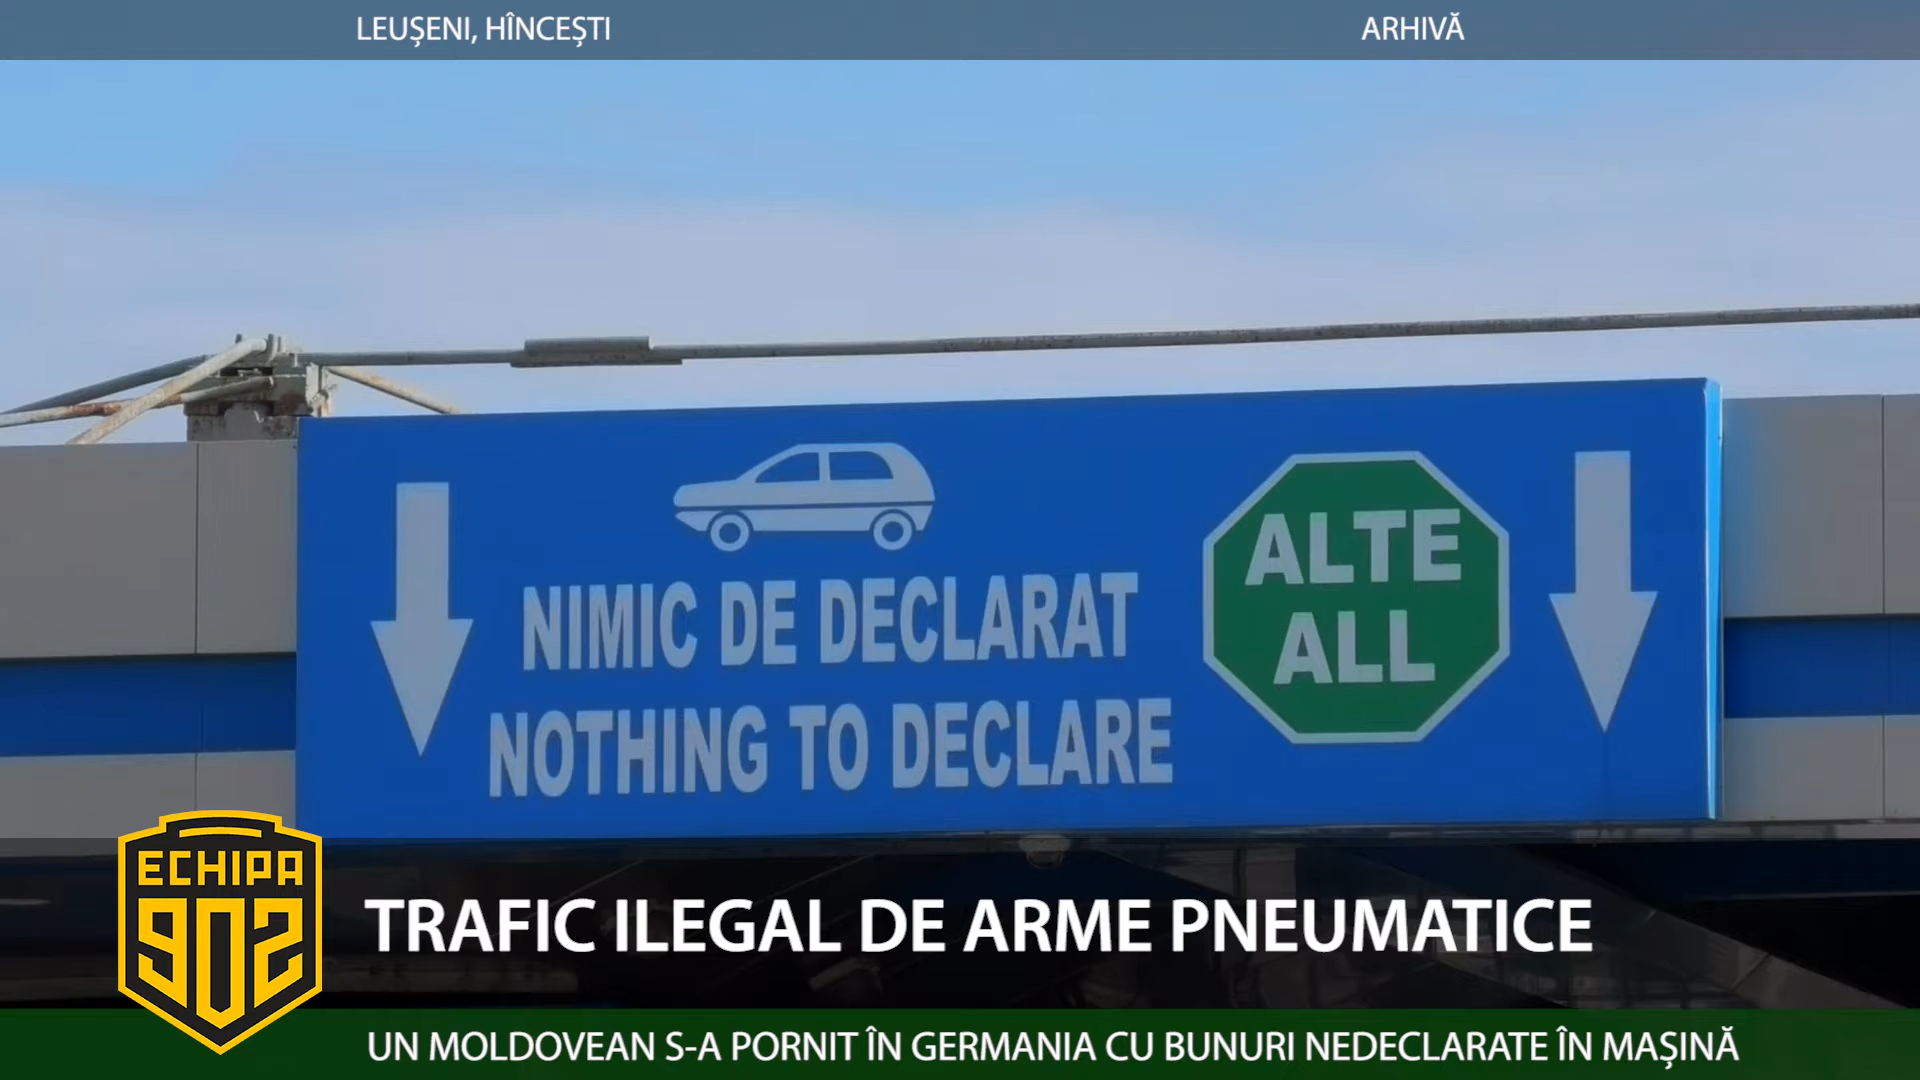 LEUȘENI, HÎNCEȘTI
ARHIVĂ
NIMIC DE DECLARAT
NOTHING TO DECLARE
ALTE
ALL
ECHIPA
902
TRAFIC ILEGAL DE ARME PNEUMATICE
UN MOLDOVEAN S-A PORNIT ÎN GERMANIA CU BUNURI NEDECLARATE ÎN MAȘINĂ